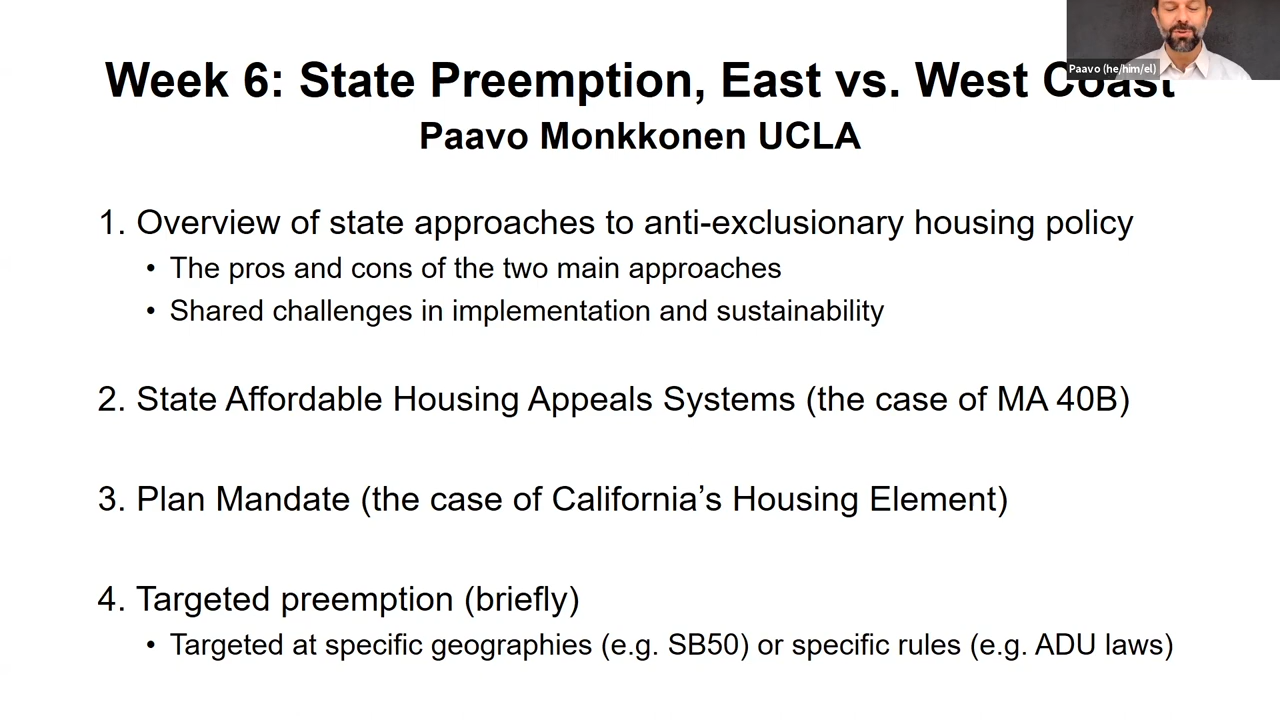 Week 6: State Preemption, East vs. West Coast
Paavo (he/him/el)
Paavo Monkkonen UCLA
1. Overview of state approaches to anti-exclusionary housing policy
• The pros and cons of the two main approaches
• Shared challenges in implementation and sustainability
2. State Affordable Housing Appeals Systems (the case of MA 40B)
3. Plan Mandate (the case of California’s Housing Element)
4. Targeted preemption (briefly)
• Targeted at specific geographies (e.g. SB50) or specific rules (e.g. ADU laws)